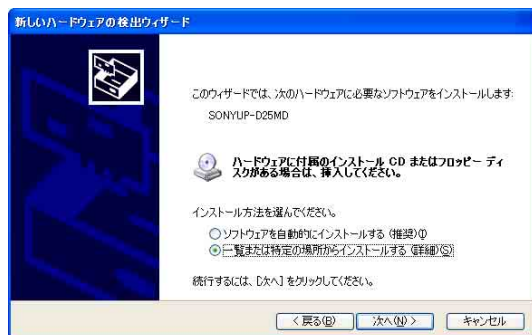 新しいハードウェアの検出ウィザード
このウィザードでは、次のハードウェアに必要なソフトウェアをインストールします:
SONYUP-D25MD
ハードウェアに付属のインストール CD またはフロッピー ディ
スクがある場合は、挿入してください。
インストール方法を選んでください。
ソフトウェアを自動的にインストールする (推奨)(I)
一覧または特定の場所からインストールする (詳細)(S)
続行するには、[次へ] をクリックしてください。
< 戻る(B)
次へ(N) >
キャンセル